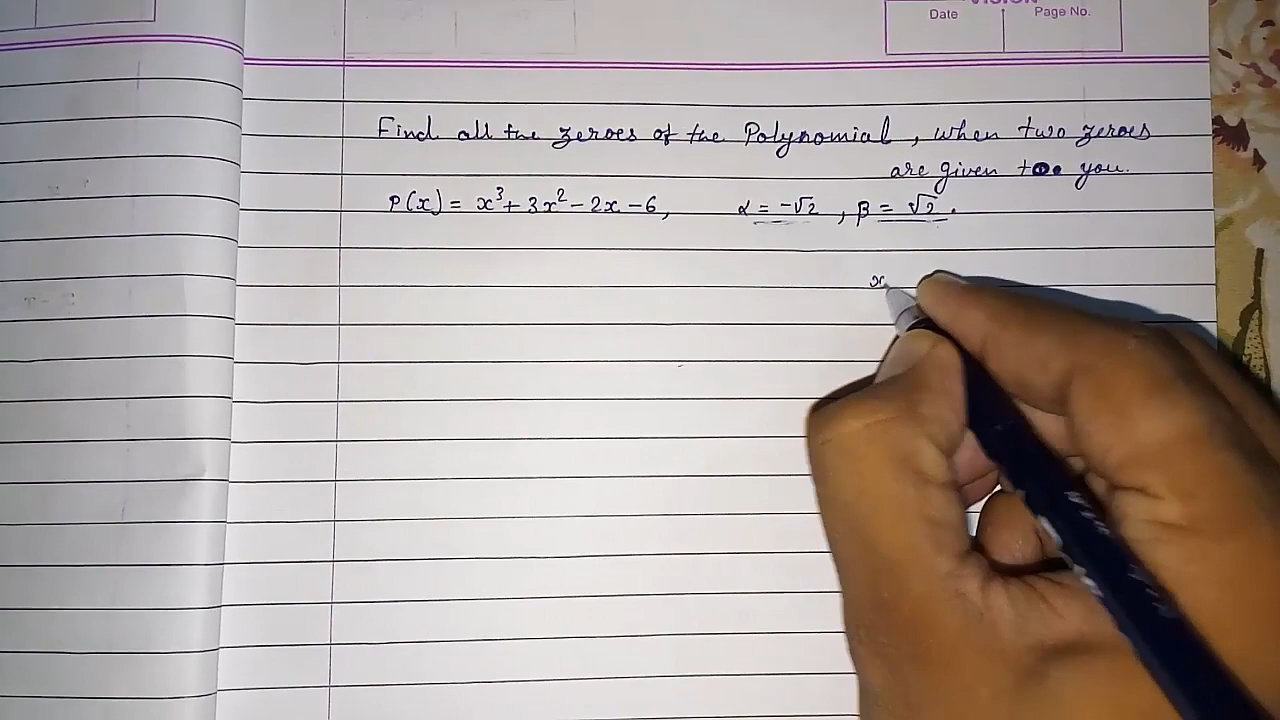 Date
Page No.
Find all the zeroes of the Polynomial, when two zeroes
are given to you.
P(x) = x³ + 3x² - 2x - 6, α = -√2, β = √2.
x